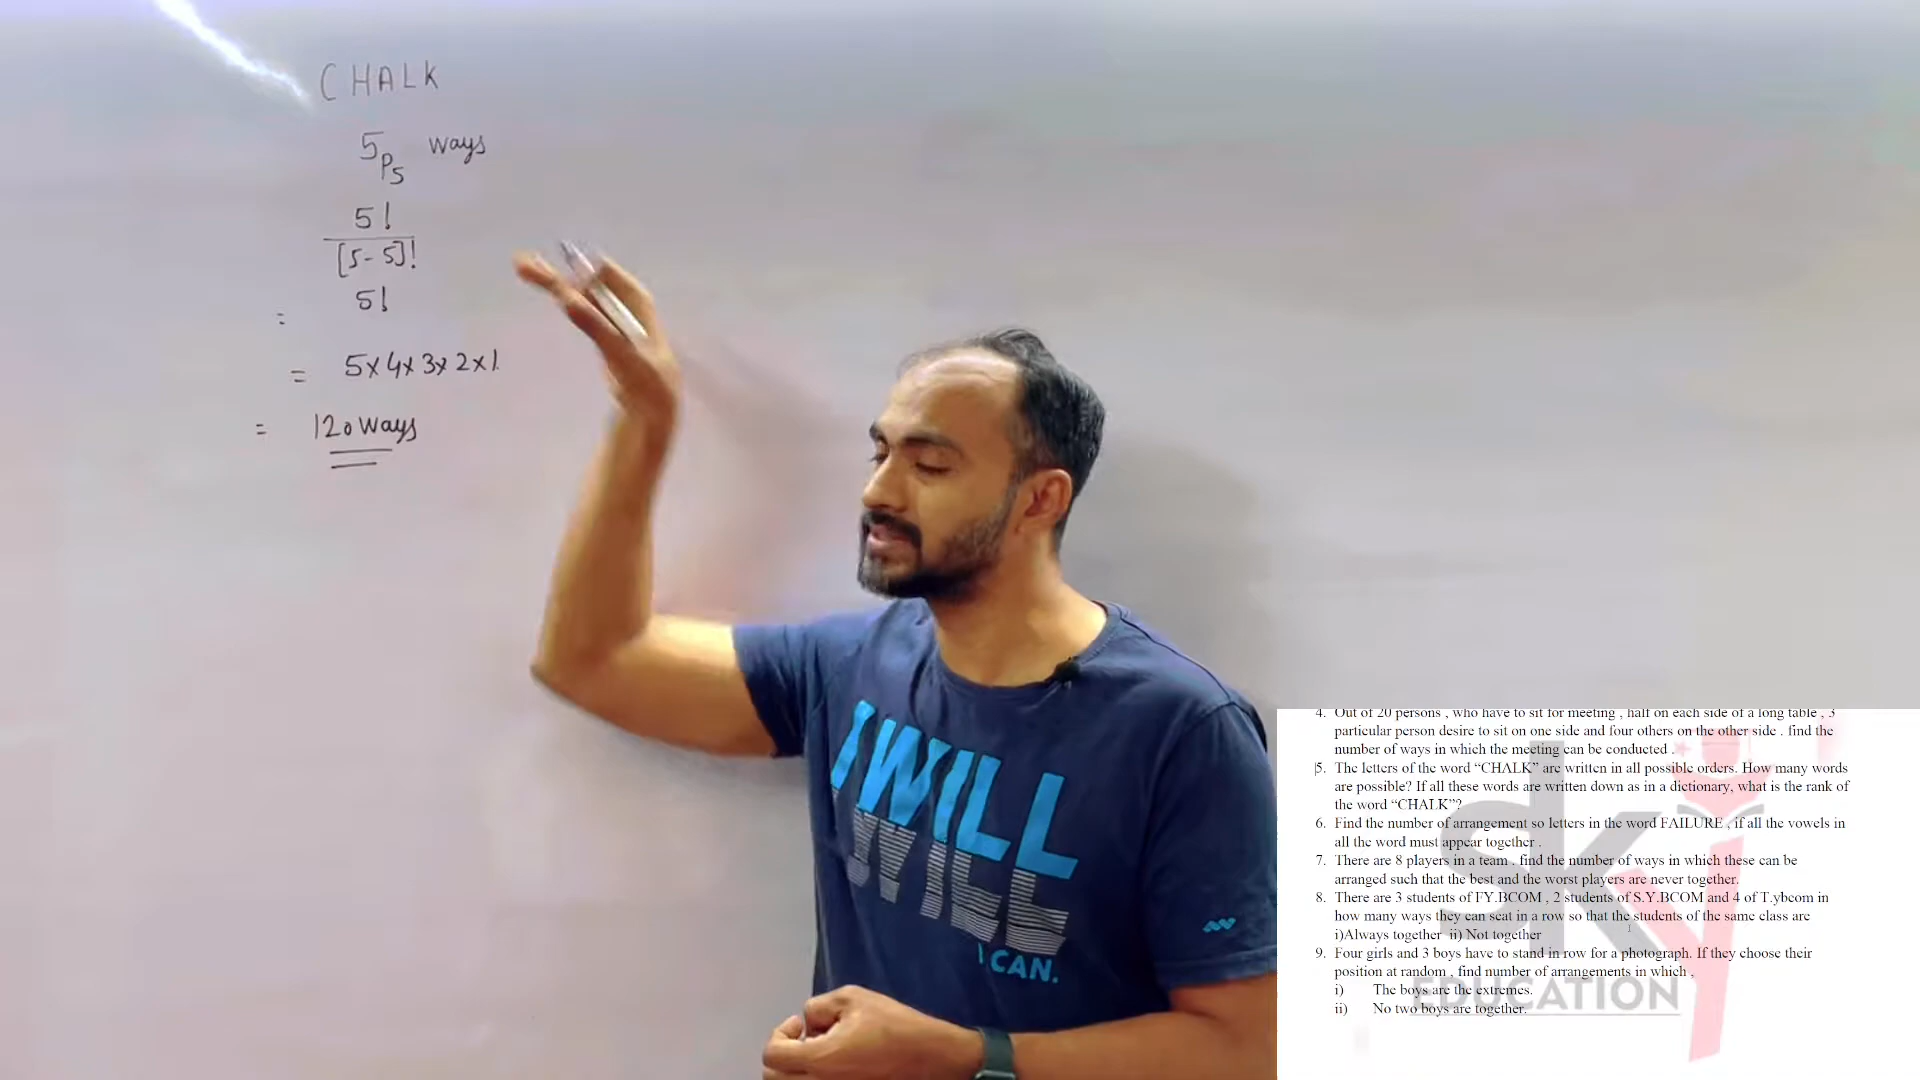 CHALK
5P5 ways
5!
[5-5]!
= 5!
= 5x4x3x2x1
= 120 ways
I WILL
I CAN.
4. Out of 20 persons , who have to sit for meeting , half on each side of a long table , 3
particular person desire to sit on one side and four others on the other side . find the
number of ways in which the meeting can be conducted .
5. The letters of the word “CHALK” are written in all possible orders. How many words
are possible? If all these words are written down as in a dictionary, what is the rank of
the word “CHALK”?
6. Find the number of arrangement so letters in the word FAILURE , if all the vowels in
all the word must appear together .
7. There are 8 players in a team . find the number of ways in which these can be
arranged such that the best and the worst players are never together.
8. There are 3 students of FY.BCOM , 2 students of S.Y.BCOM and 4 of T.ybcom in
how many ways they can seat in a row so that the students of the same class are
i)Always together ii) Not together
9. Four girls and 3 boys have to stand in row for a photograph. If they choose their
position at random , find number of arrangements in which ,
i) The boys are the extremes.
ii) No two boys are together.
sky
EDUCATION